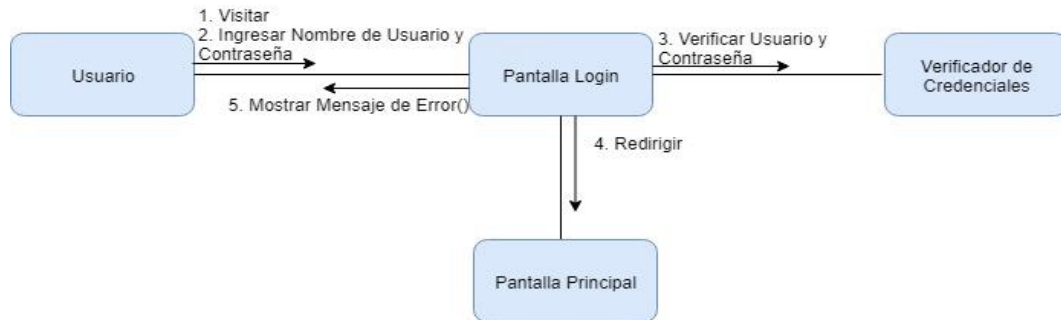 1. Visitar
2. Ingresar Nombre de Usuario y
Contraseña
3. Verificar Usuario y
Contraseña
Usuario
Pantalla Login
Verificador de
Credenciales
5. Mostrar Mensaje de Error()
4. Redirigir
Pantalla Principal